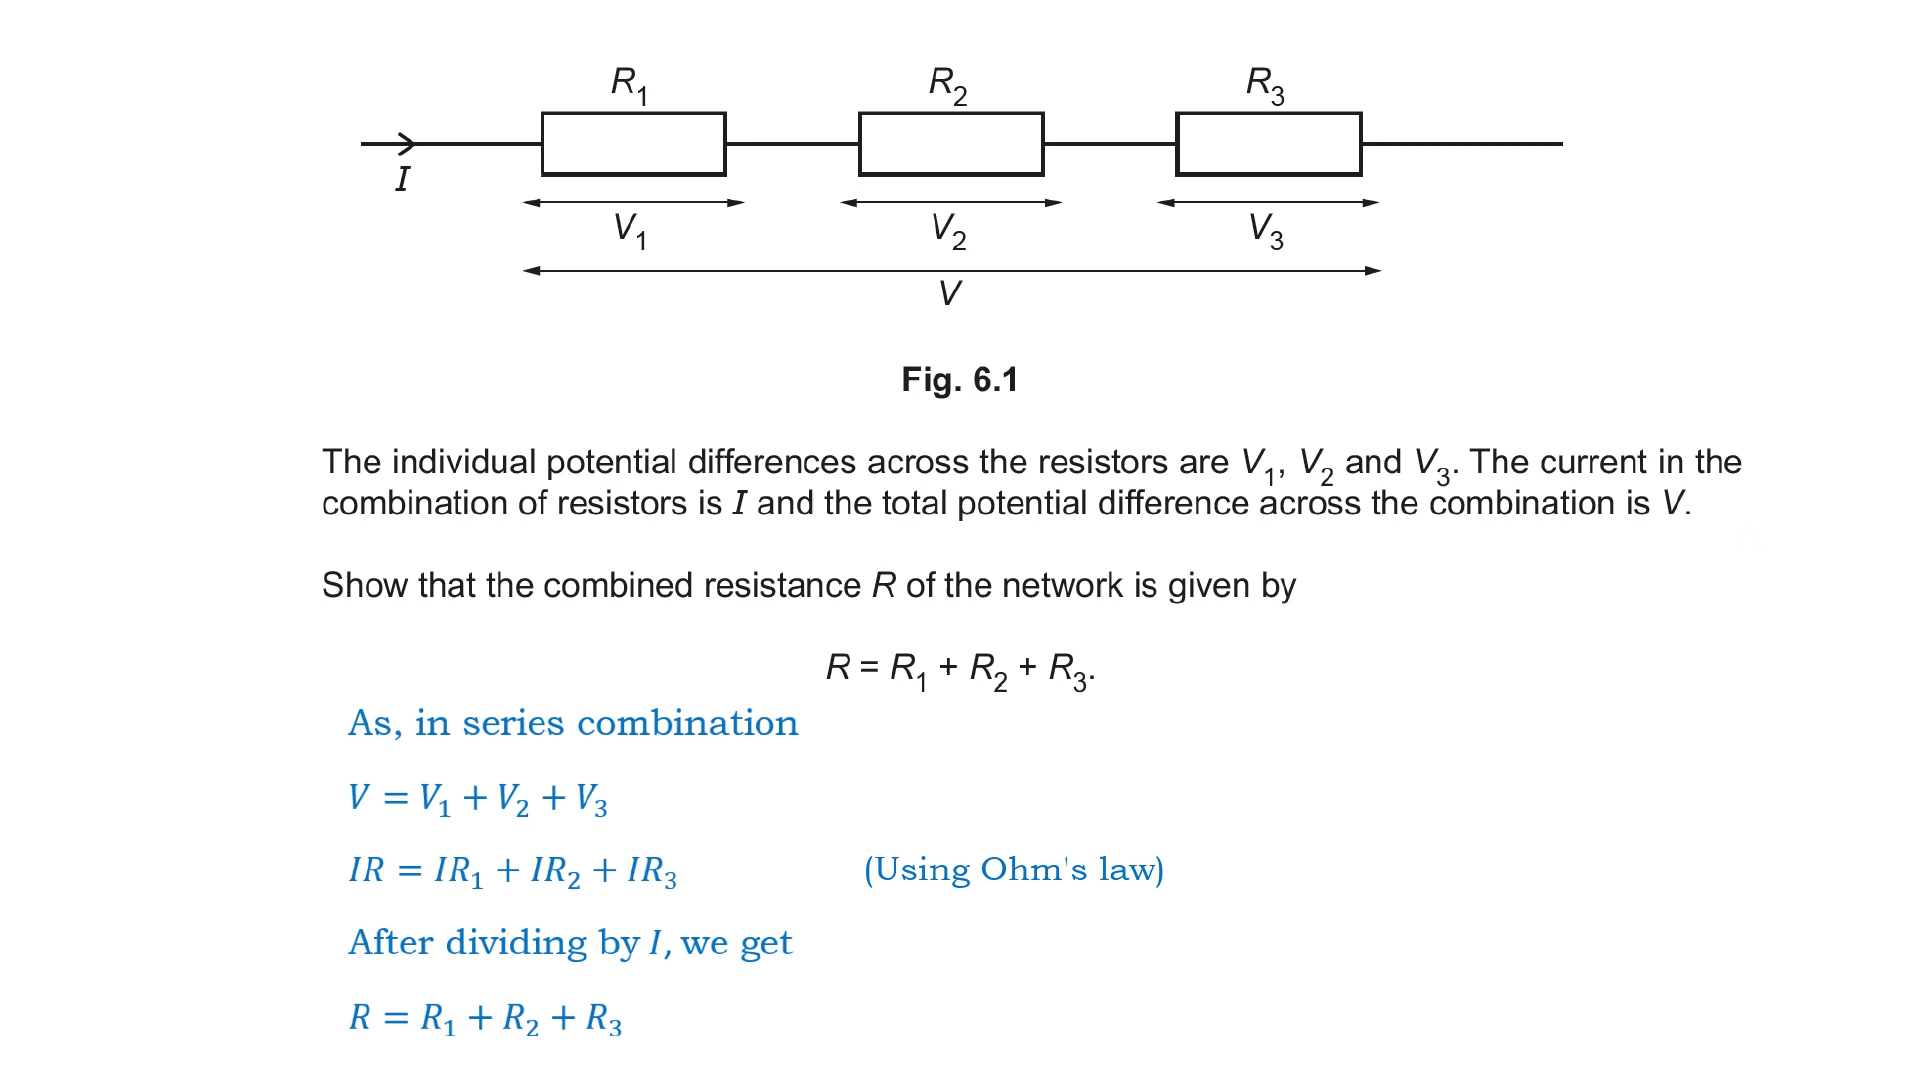 R₁ R₂ R₃
I
V₁ V₂ V₃
V
Fig. 6.1
The individual potential differences across the resistors are V₁, V₂ and V₃. The current in the
combination of resistors is I and the total potential difference across the combination is V.
Show that the combined resistance R of the network is given by
R = R₁ + R₂ + R₃.
As, in series combination
V = V₁ + V₂ + V₃
IR = IR₁ + IR₂ + IR₃ (Using Ohm's law)
After dividing by I, we get
R = R₁ + R₂ + R₃